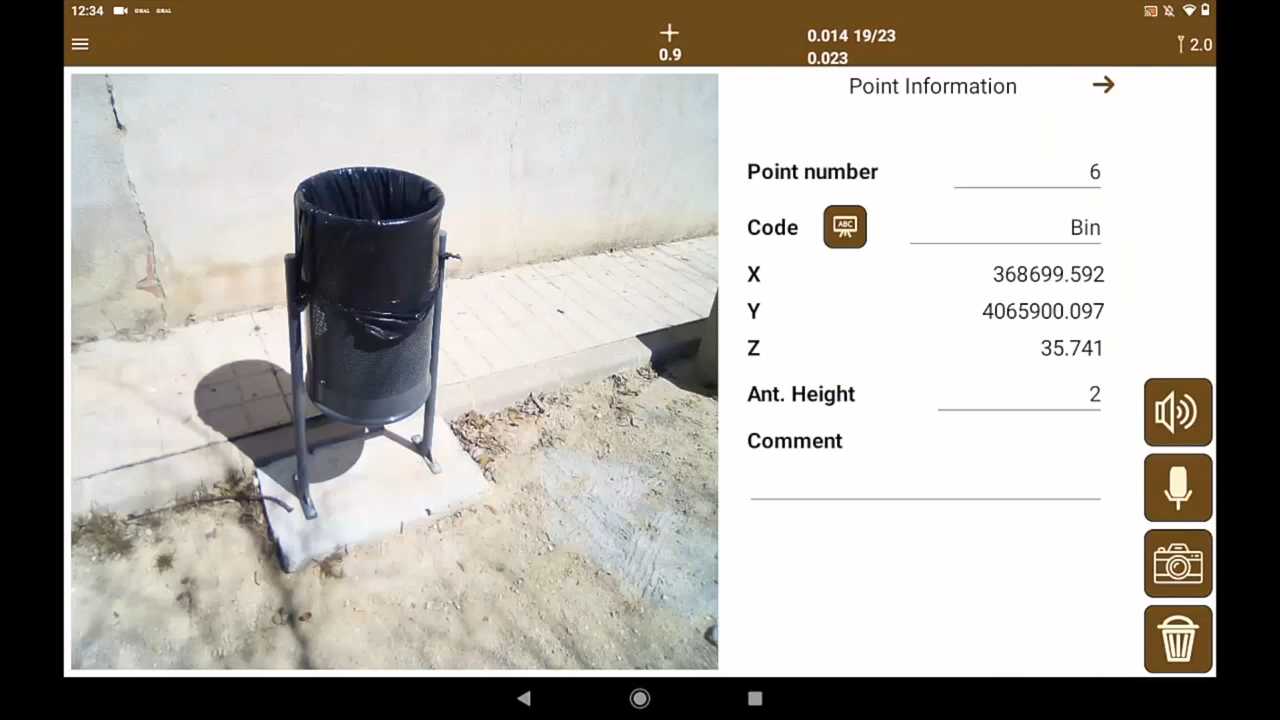 12:34
0.9
0.014 19/23
0.023
2.0
Point Information
Point number 6
Code ABC Bin
X 368699.592
Y 4065900.097
Z 35.741
Ant. Height 2
Comment